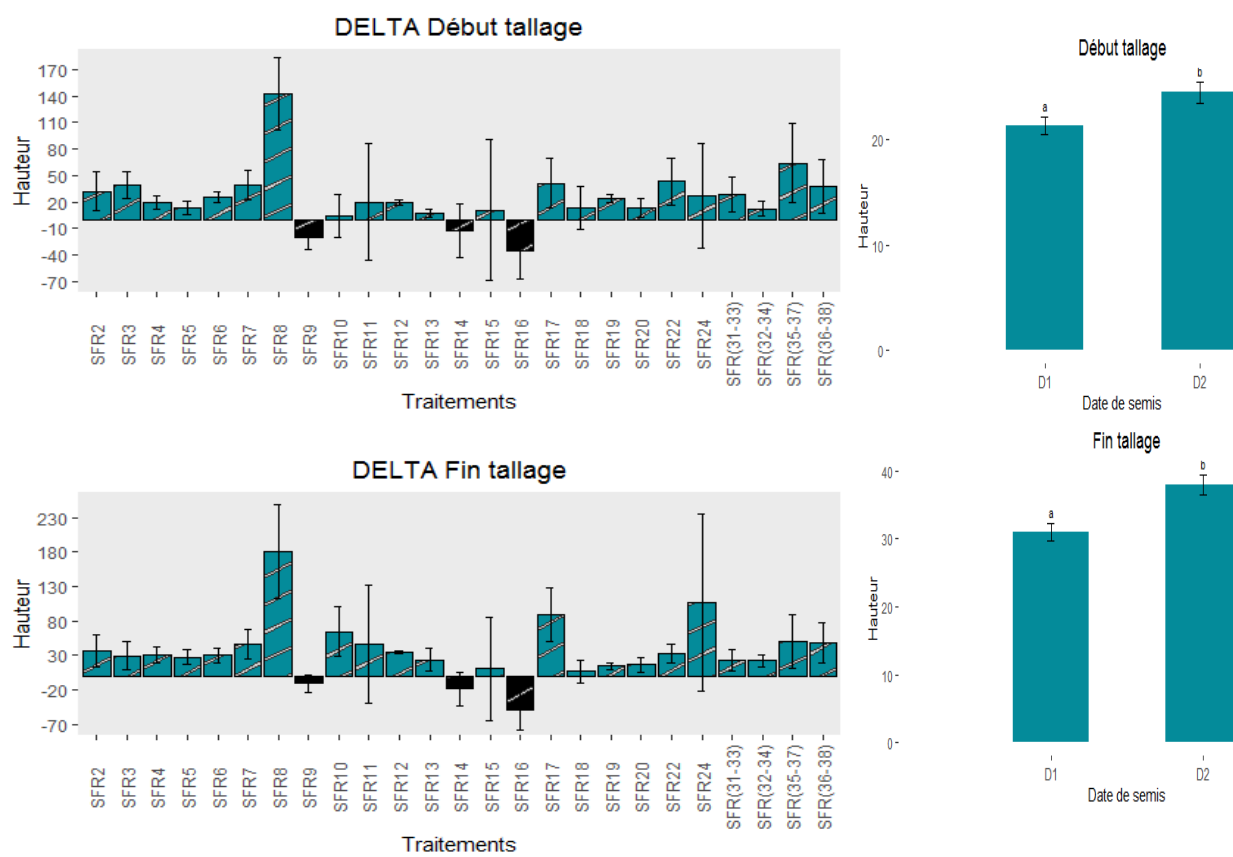 DELTA Début tallage
Hauteur
170
140
110
80
50
20
-10
-40
-70
SFR2 SFR3 SFR4 SFR5 SFR6 SFR7 SFR8 SFR9 SFR10 SFR11 SFR12 SFR13 SFR14 SFR15 SFR16 SFR17 SFR18 SFR19 SFR20 SFR22 SFR24 SFR(31-33) SFR(32-34) SFR(35-37) SFR(36-38)
Traitements
Début tallage
Hauteur
20
10
0
a b
D1 D2
Date de semis
DELTA Fin tallage
Hauteur
230
180
130
80
30
-20
-70
SFR2 SFR3 SFR4 SFR5 SFR6 SFR7 SFR8 SFR9 SFR10 SFR11 SFR12 SFR13 SFR14 SFR15 SFR16 SFR17 SFR18 SFR19 SFR20 SFR22 SFR24 SFR(31-33) SFR(32-34) SFR(35-37) SFR(36-38)
Traitements
Fin tallage
Hauteur
40
30
20
10
0
a b
D1 D2
Date de semis